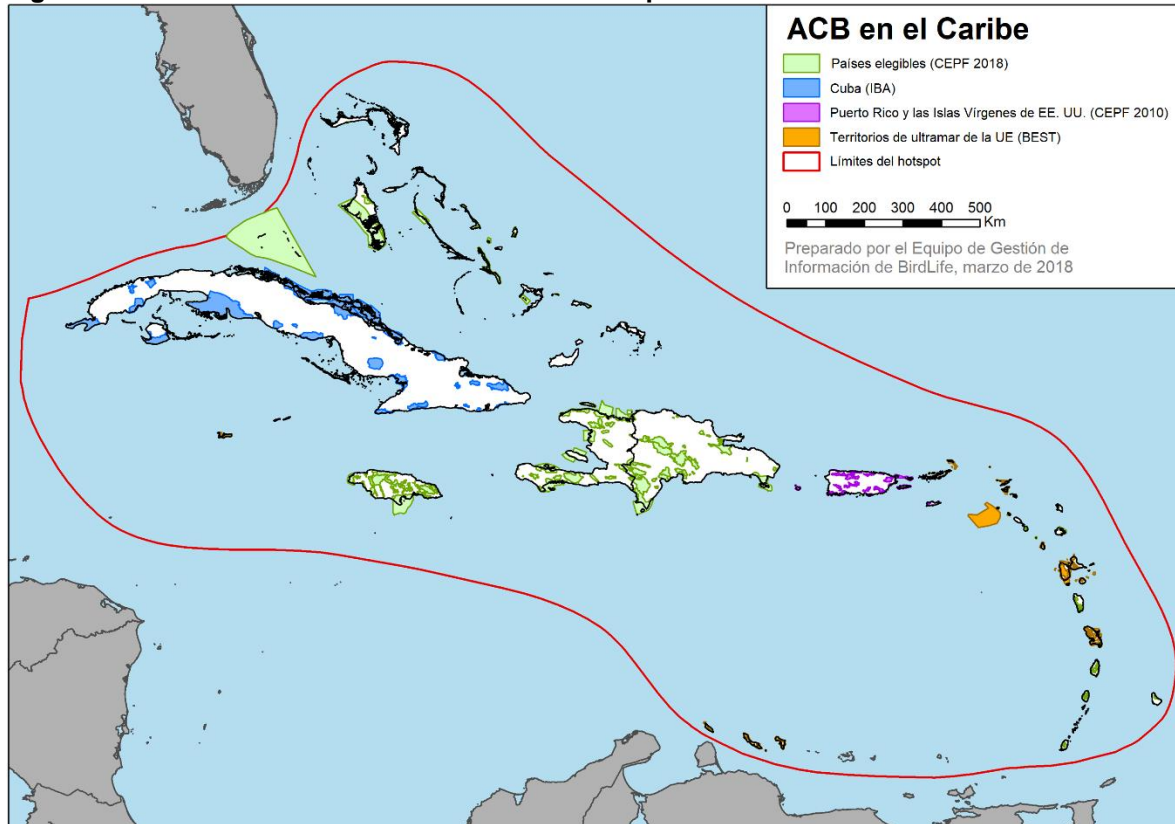 ACB en el Caribe
Países elegibles (CEPF 2018)
Cuba (IBA)
Puerto Rico y las Islas Vírgenes de EE. UU. (CEPF 2010)
Territorios de ultramar de la UE (BEST)
Límites del hotspot
0 100 200 300 400 500
Km
Preparado por el Equipo de Gestión de
Información de BirdLife, marzo de 2018